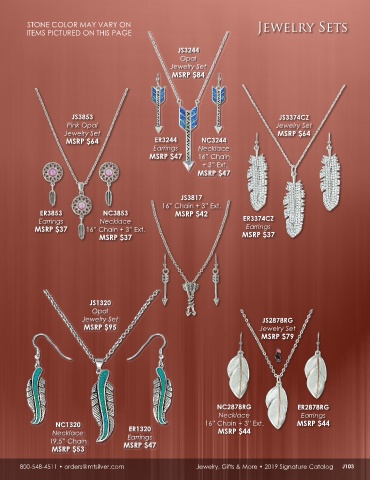 STONE COLOR MAY VARY ON
ITEMS PICTURED ON THIS PAGE
JEWELRY SETS
JS3244
Opal
Jewelry Set
MSRP $84
JS3853
Pink Opal
Jewelry Set
MSRP $64
ER3244
Earrings
MSRP $47
NC3244
Necklace
16" Chain
+ 3" Ext.
MSRP $47
JS3374CZ
Jewelry Set
MSRP $64
ER3853
Earrings
MSRP $37
NC3853
Necklace
16" Chain + 3" Ext.
MSRP $37
JS3817
16" Chain + 3" Ext.
MSRP $42
ER3374CZ
Earrings
MSRP $37
JS1320
Opal
Jewelry Set
MSRP $95
JS2878RG
Jewelry Set
MSRP $79
NC1320
Necklace
19.5" Chain
MSRP $53
ER1320
Earrings
MSRP $47
NC2878RG
Necklace
16" Chain + 3" Ext.
MSRP $44
ER2878RG
Earrings
MSRP $44
800-548-4511 • orders@mtsilver.com
Jewelry, Gifts & More • 2019 Signature Catalog J103